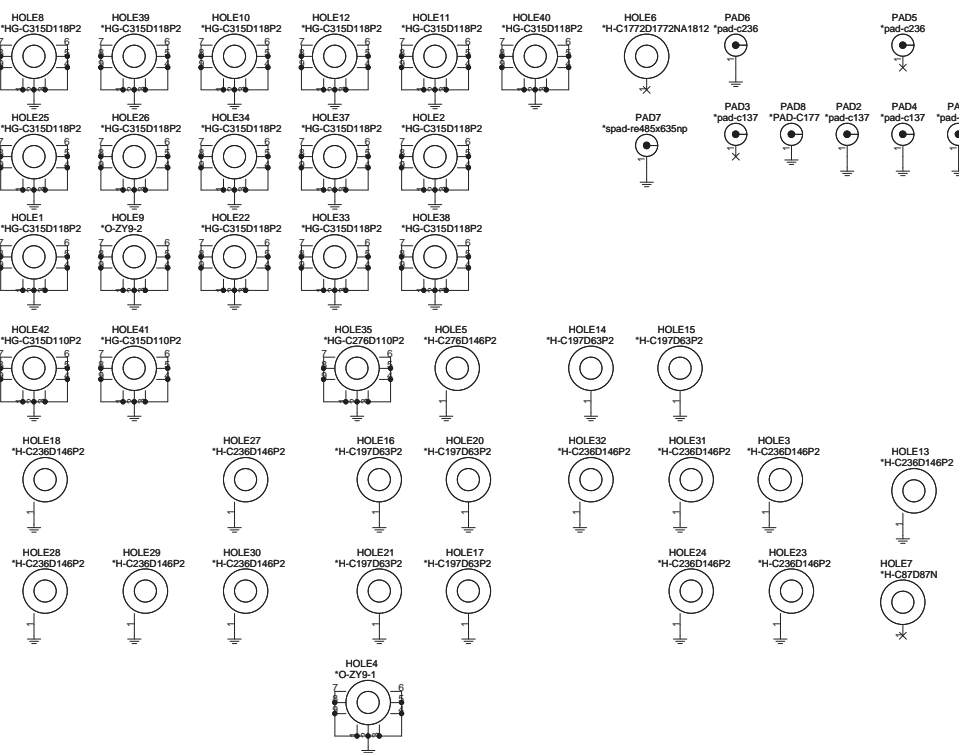 HOLE8 HOLE39 HOLE10 HOLE12 HOLE11 HOLE40 HOLE6 PAD6 PAD5
*HG-C315D118P2 *HG-C315D118P2 *HG-C315D118P2 *HG-C315D118P2 *HG-C315D118P2 *HG-C315D118P2 *H-C1772D1772NA1812 *pad-c236 *pad-c236
HOLE25 HOLE26 HOLE34 HOLE37 HOLE2 PAD7 PAD3 PAD8 PAD2 PAD4
*HG-C315D118P2 *HG-C315D118P2 *HG-C315D118P2 *HG-C315D118P2 *HG-C315D118P2 *spad-re485x635np *pad-c137 *PAD-C177 *pad-c137 *pad-c137
HOLE1 HOLE9 HOLE22 HOLE33 HOLE38
*HG-C315D118P2 *O-ZY9-2 *HG-C315D118P2 *HG-C315D118P2 *HG-C315D118P2
HOLE42 HOLE41 HOLE35 HOLE5 HOLE14 HOLE15
*HG-C315D110P2 *HG-C315D110P2 *HG-C276D110P2 *H-C276D146P2 *H-C197D63P2 *H-C197D63P2
HOLE18 HOLE27 HOLE16 HOLE20 HOLE32 HOLE31 HOLE3 HOLE13
*H-C236D146P2 *H-C236D146P2 *H-C197D63P2 *H-C197D63P2 *H-C236D146P2 *H-C236D146P2 *H-C236D146P2 *H-C236D146P2
HOLE28 HOLE29 HOLE30 HOLE21 HOLE17 HOLE24 HOLE23 HOLE7
*H-C236D146P2 *H-C236D146P2 *H-C236D146P2 *H-C197D63P2 *H-C197D63P2 *H-C236D146P2 *H-C236D146P2 *H-C87D87N
HOLE4
*O-ZY9-1